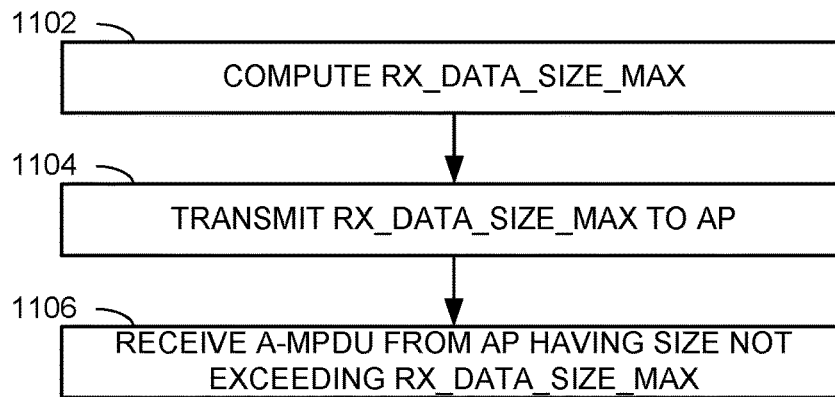 1102
COMPUTE RX_DATA_SIZE_MAX
1104
TRANSMIT RX_DATA_SIZE_MAX TO AP
1106
RECEIVE A-MPDU FROM AP HAVING SIZE NOT
EXCEEDING RX_DATA_SIZE_MAX